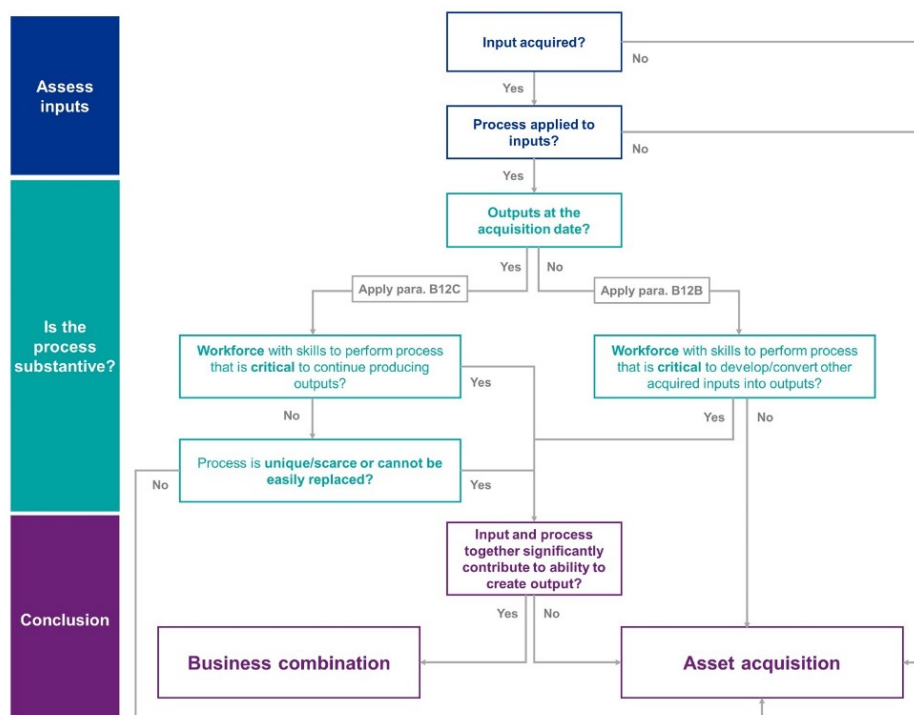 Assess
inputs
Input acquired?
No
Yes
Process applied to
inputs?
No
Yes
Is the
process
substantive?
Outputs at the
acquisition date?
Yes
No
Apply para. B12C
Apply para. B12B
Workforce with skills to perform process
that is critical to continue producing
outputs?
Yes
No
Workforce with skills to perform process
that is critical to develop/convert other
acquired inputs into outputs?
Yes
No
Process is unique/scarce or cannot be
easily replaced?
No
Yes
Conclusion
Input and process
together significantly
contribute to ability to
create output?
Yes
No
Business combination
Asset acquisition